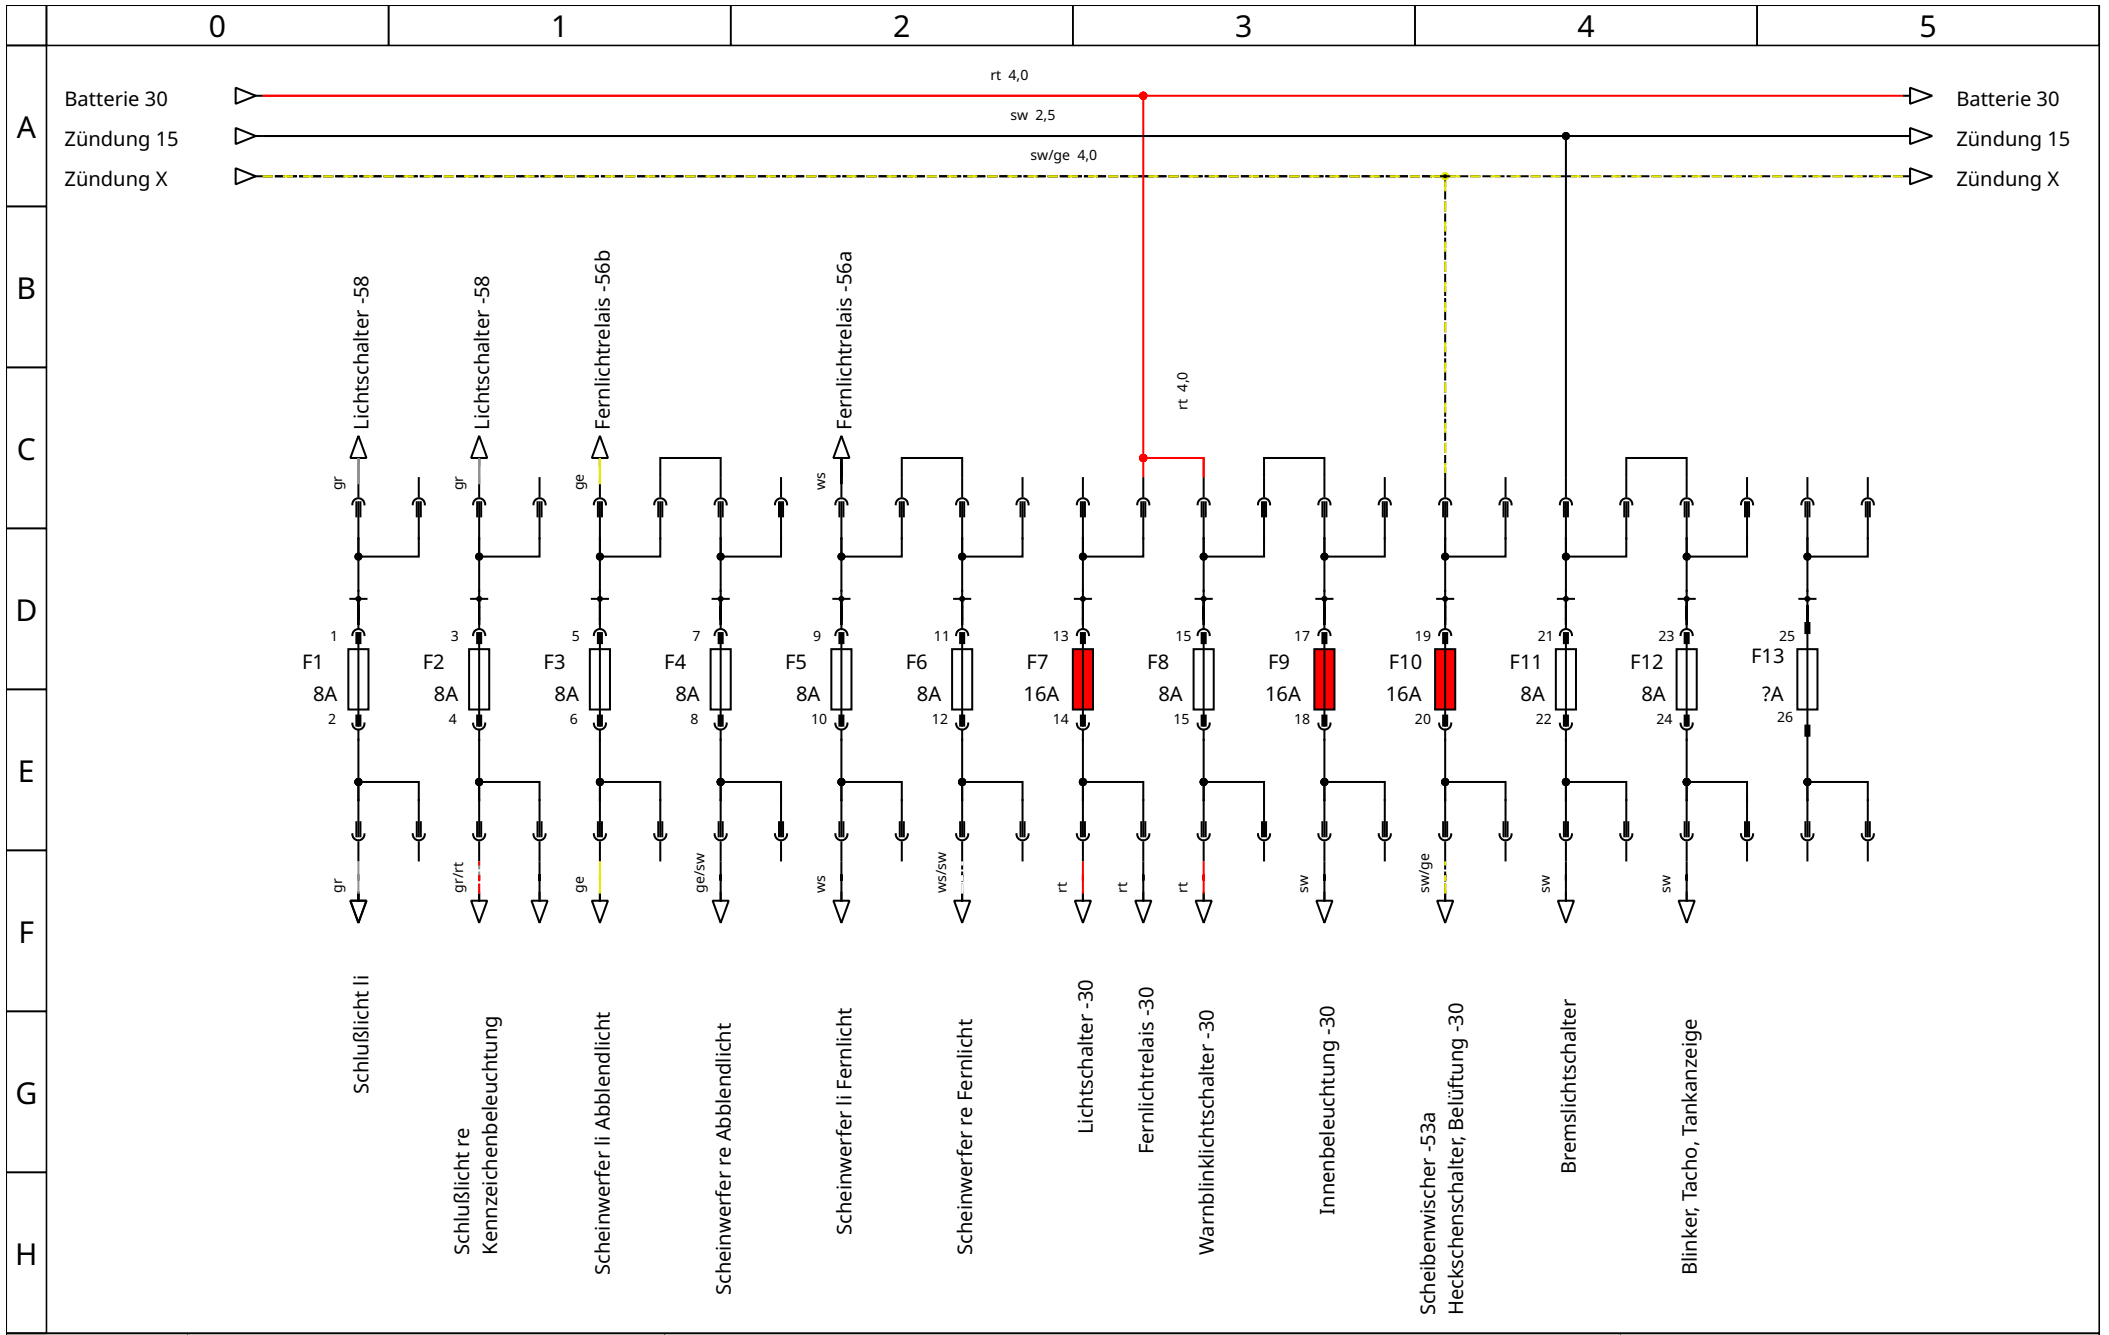 0 1 2 3 4 5
A
B
C
D
E
F
G
H
rt 4,0
Batterie 30 Batterie 30
sw 2,5
Zündung 15 Zündung 15
sw/ge 4,0
Zündung X Zündung X
Lichtschalter -58
Lichtschalter -58
Fernlichtrelais -56b
Fernlichtrelais -56a
rt 4,0
gr gr ge ws
1 3 5 7 9 11 13 15 17 19 21 23 25
F1 F2 F3 F4 F5 F6 F7 F8 F9 F10 F11 F12 F13
8A 8A 8A 8A 8A 8A 16A 8A 16A 16A 8A 8A ?A
2 4 6 8 10 12 14 15 18 20 22 24 26
gr gr/rt ge ge/sw ws ws/sw rt rt rt sw sw/ge sw sw
Schlußlicht li
Schlußlicht re
Kennzeichenbeleuchtung
Scheinwerfer li Abblendlicht
Scheinwerfer re Abblendlicht
Scheinwerfer li Fernlicht
Scheinwerfer re Fernlicht
Lichtschalter -30
Fernlichtrelais -30
Warnblinklichtschalter -30
Innenbeleuchtung -30
Scheibenwischer -53a
Heckschenschalter, Belüftung -30
Bremslichtschalter
Blinker, Tacho, Tankanzeige